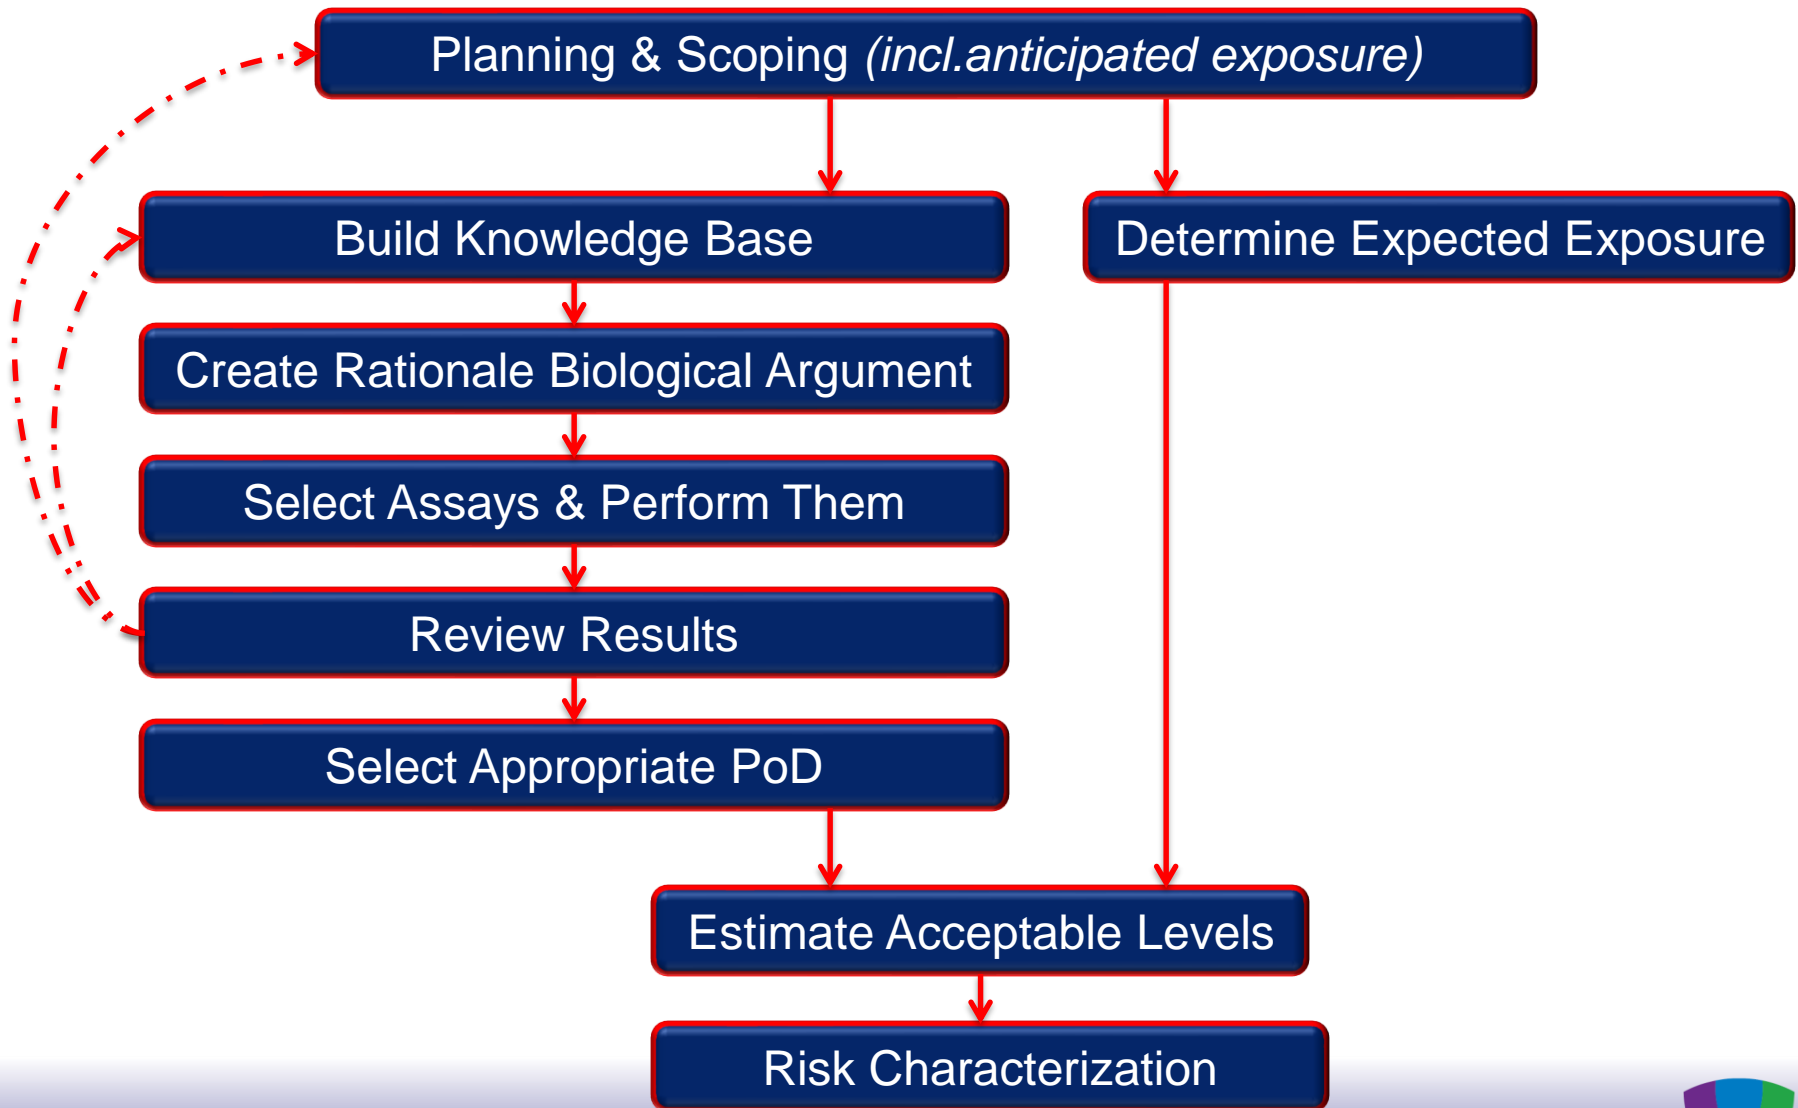 Planning & Scoping (incl.anticipated exposure)
Build Knowledge Base
Determine Expected Exposure
Create Rationale Biological Argument
Select Assays & Perform Them
Review Results
Select Appropriate PoD
Estimate Acceptable Levels
Risk Characterization